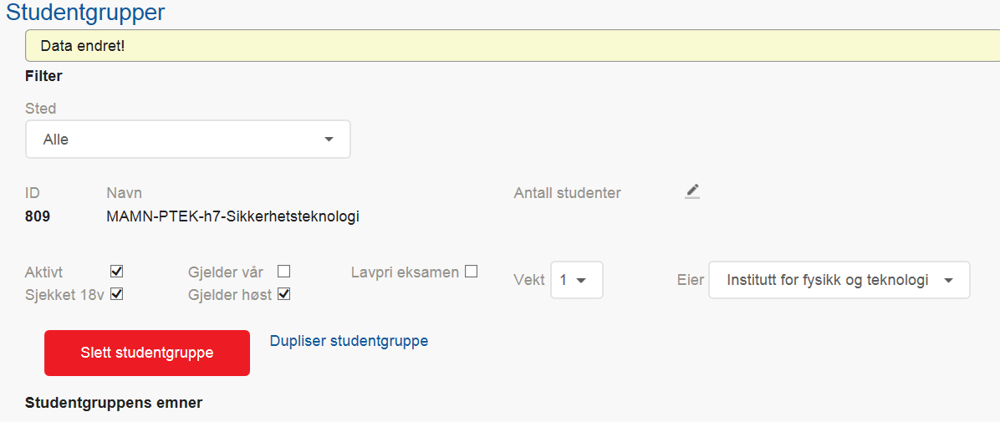 Studentgrupper
Data endret!
Filter
Sted
Alle
ID Navn Antall studenter
809 MAMN-PTEK-h7-Sikkerhetsteknologi
Aktivt Gjelder vår Lavpri eksamen Vekt 1 Eier Institutt for fysikk og teknologi
Sjekket 18v Gjelder høst
Slett studentgruppe Dupliser studentgruppe
Studentgruppens emner